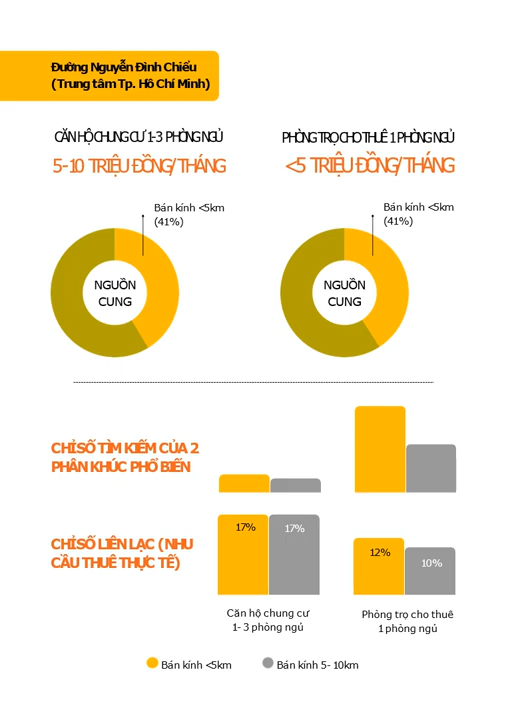 Đường Nguyễn Đình Chiểu
(Trung tâm Tp. Hồ Chí Minh)
CĂN HỘ CHUNG CƯ 1-3 PHÒNG NGỦ
5-10 TRIỆU ĐỒNG/THÁNG
PHÒNG TRỌ CHO THUÊ 1 PHÒNG NGỦ
<5 TRIỆU ĐỒNG/THÁNG
Bán kính <5km
(41%)
NGUỒN
CUNG
Bán kính <5km
(41%)
NGUỒN
CUNG
CHỈ SỐ TÌM KIẾM CỦA 2
PHÂN KHÚC PHỔ BIẾN
CHỈ SỐ LIÊN LẠC (NHU
CẦU THUÊ THỰC TẾ)
17%
17%
12%
10%
Căn hộ chung cư
1- 3 phòng ngủ
Phòng trọ cho thuê
1 phòng ngủ
Bán kính <5km
Bán kính 5- 10km